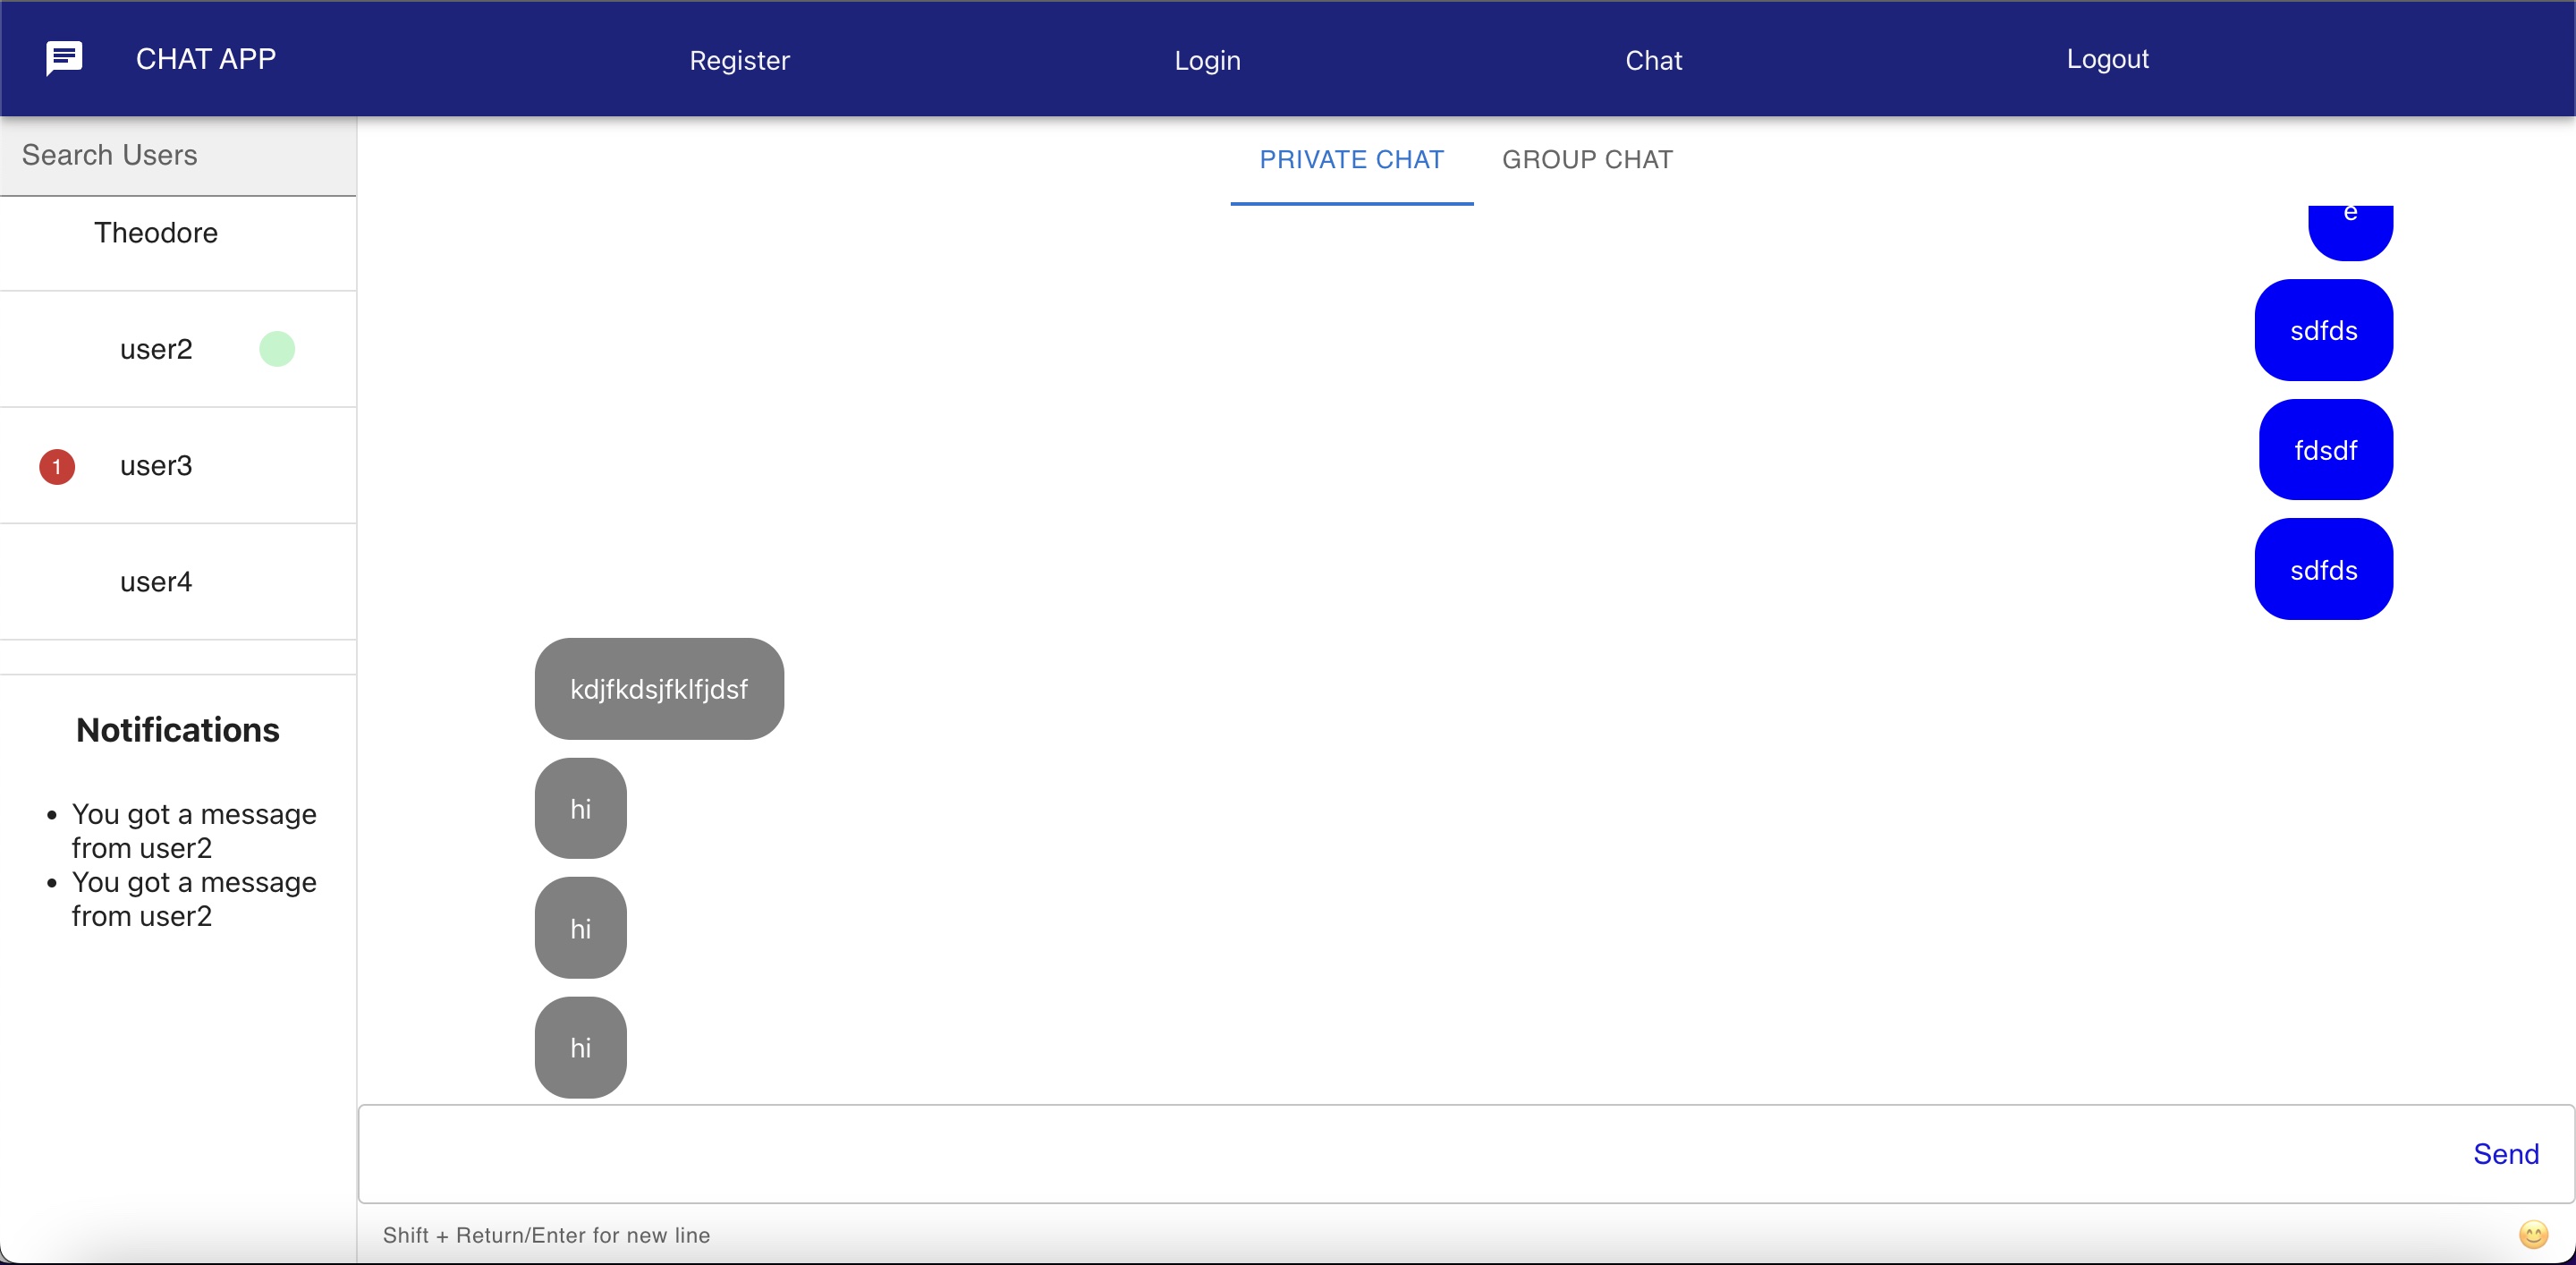 CHAT APP
Register
Login
Chat
Logout
Search Users
Theodore
user2
1
user3
user4
Notifications
• You got a message
from user2
• You got a message
from user2
PRIVATE CHAT
GROUP CHAT
e
sdfds
fdsdf
sdfds
kdjfkdsjfklfjdsf
hi
hi
hi
Send
Shift + Return/Enter for new line